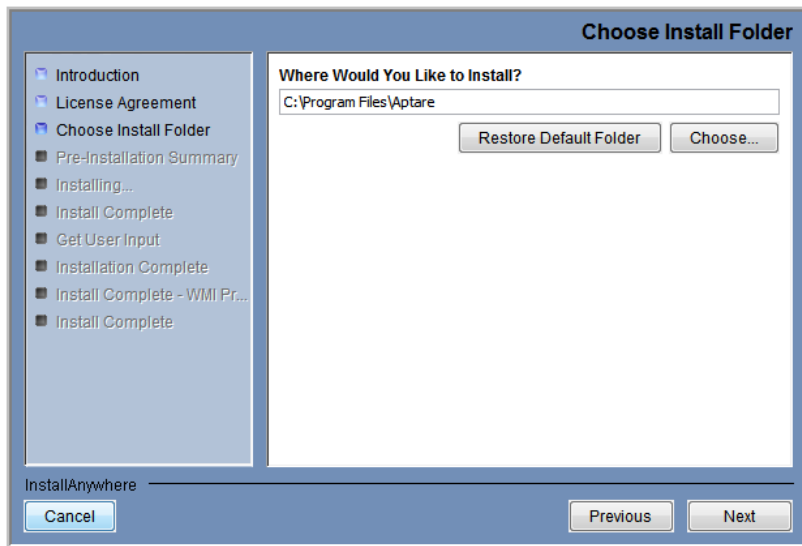 Choose Install Folder
Introduction
License Agreement
Choose Install Folder
Pre-Installation Summary
Installing...
Install Complete
Get User Input
Installation Complete
Install Complete - WMI Pr...
Install Complete
Where Would You Like to Install?
C:\Program Files\Aptare
Restore Default Folder
Choose...
InstallAnywhere
Cancel
Previous
Next